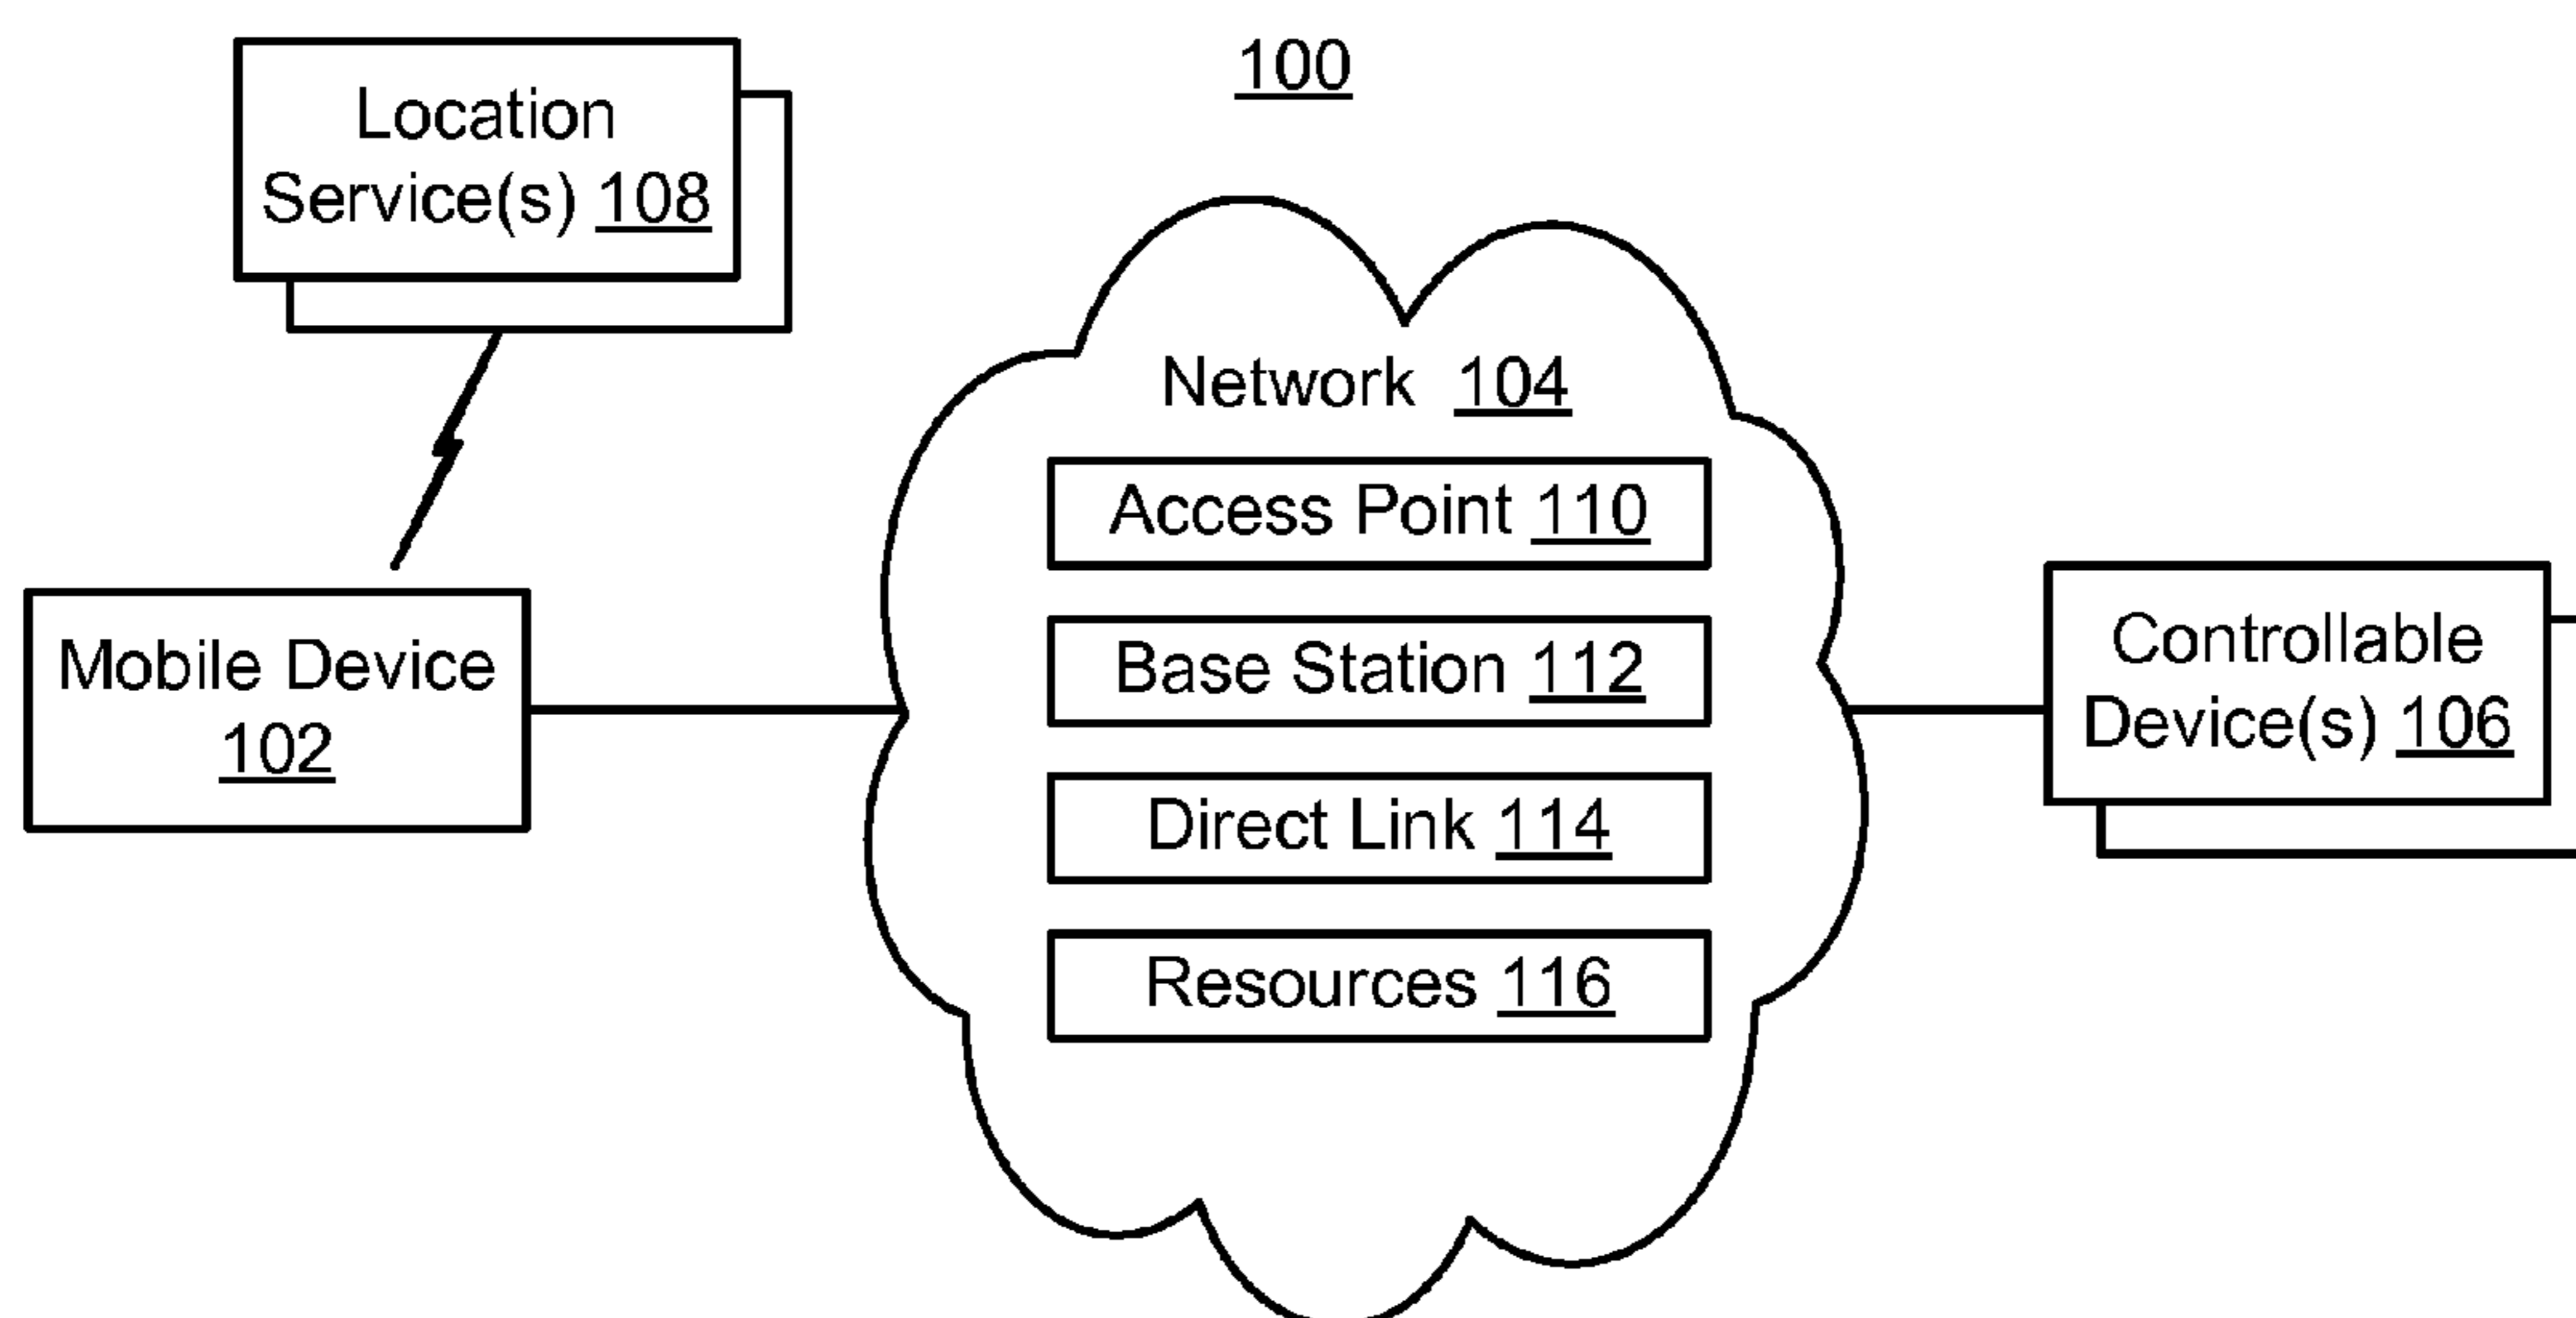 100
Location
Service(s) 108
Network 104
Access Point 110
Base Station 112
Direct Link 114
Resources 116
Mobile Device
102
Controllable
Device(s) 106